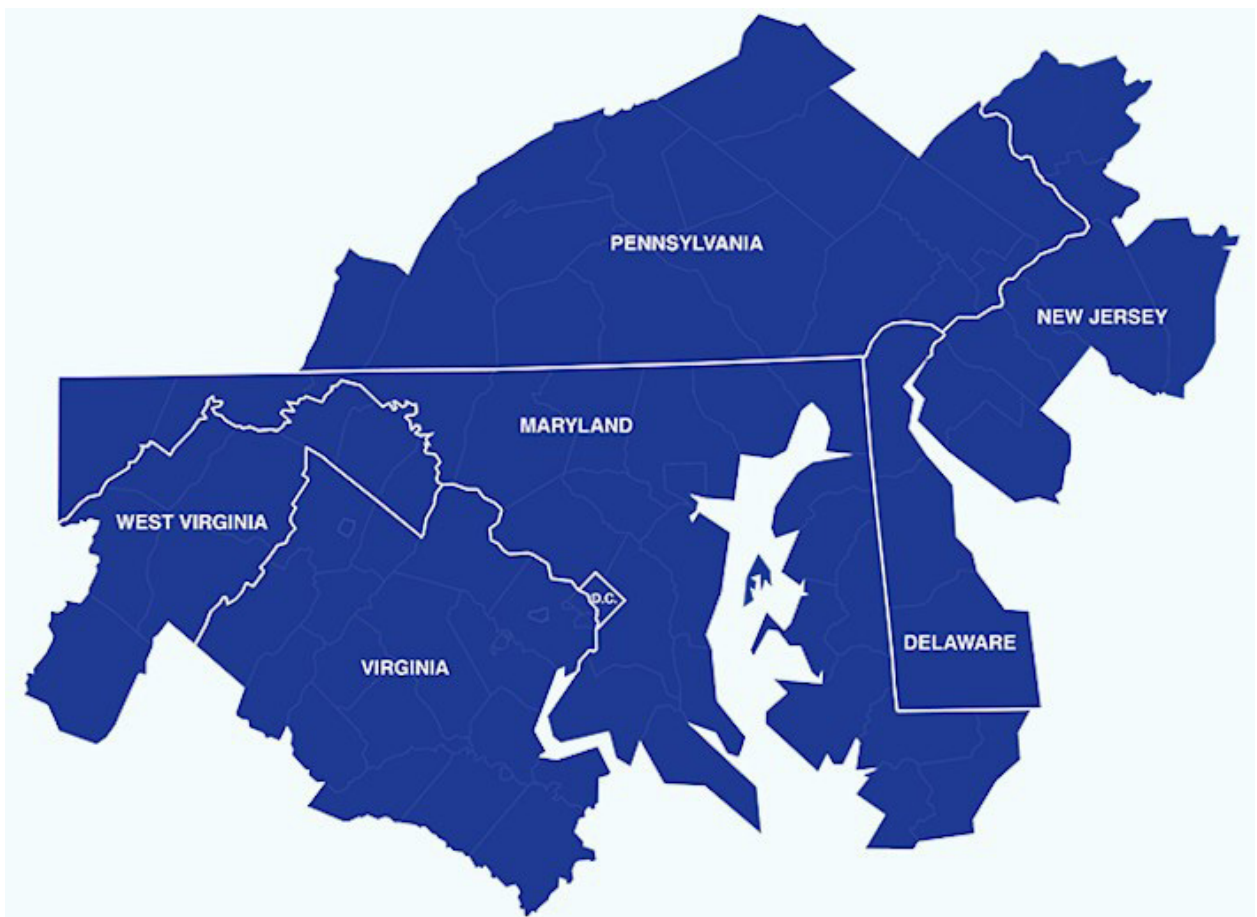 PENNSYLVANIA
NEW JERSEY
MARYLAND
WEST VIRGINIA
D.C.
DELAWARE
VIRGINIA